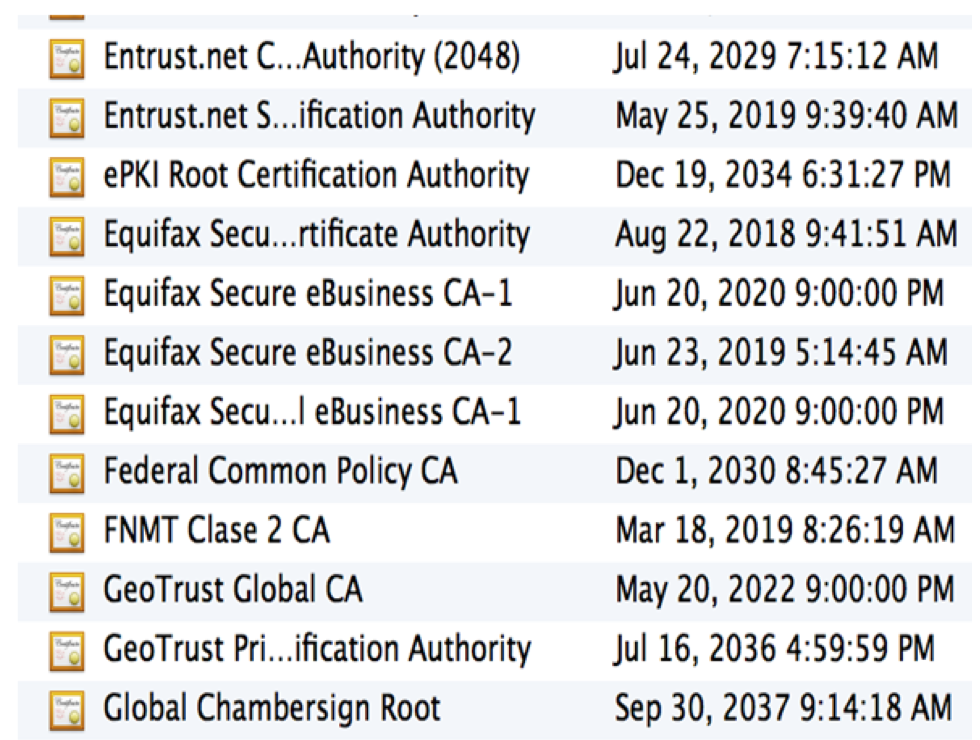 Entrust.net C...Authority (2048) Jul 24, 2029 7:15:12 AM
Entrust.net S...ification Authority May 25, 2019 9:39:40 AM
ePKI Root Certification Authority Dec 19, 2034 6:31:27 PM
Equifax Secu...rtificate Authority Aug 22, 2018 9:41:51 AM
Equifax Secure eBusiness CA-1 Jun 20, 2020 9:00:00 PM
Equifax Secure eBusiness CA-2 Jun 23, 2019 5:14:45 AM
Equifax Secu...l eBusiness CA-1 Jun 20, 2020 9:00:00 PM
Federal Common Policy CA Dec 1, 2030 8:45:27 AM
FNMT Clase 2 CA Mar 18, 2019 8:26:19 AM
GeoTrust Global CA May 20, 2022 9:00:00 PM
GeoTrust Pri...ification Authority Jul 16, 2036 4:59:59 PM
Global Chambersign Root Sep 30, 2037 9:14:18 AM